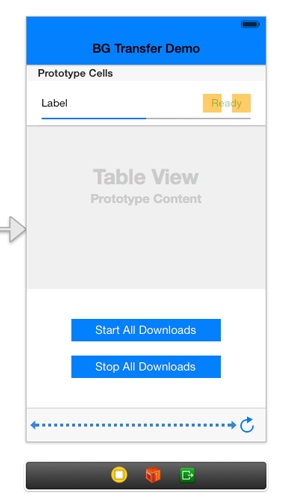 BG Transfer Demo
Prototype Cells
Label Ready
Table View
Prototype Content
Start All Downloads
Stop All Downloads